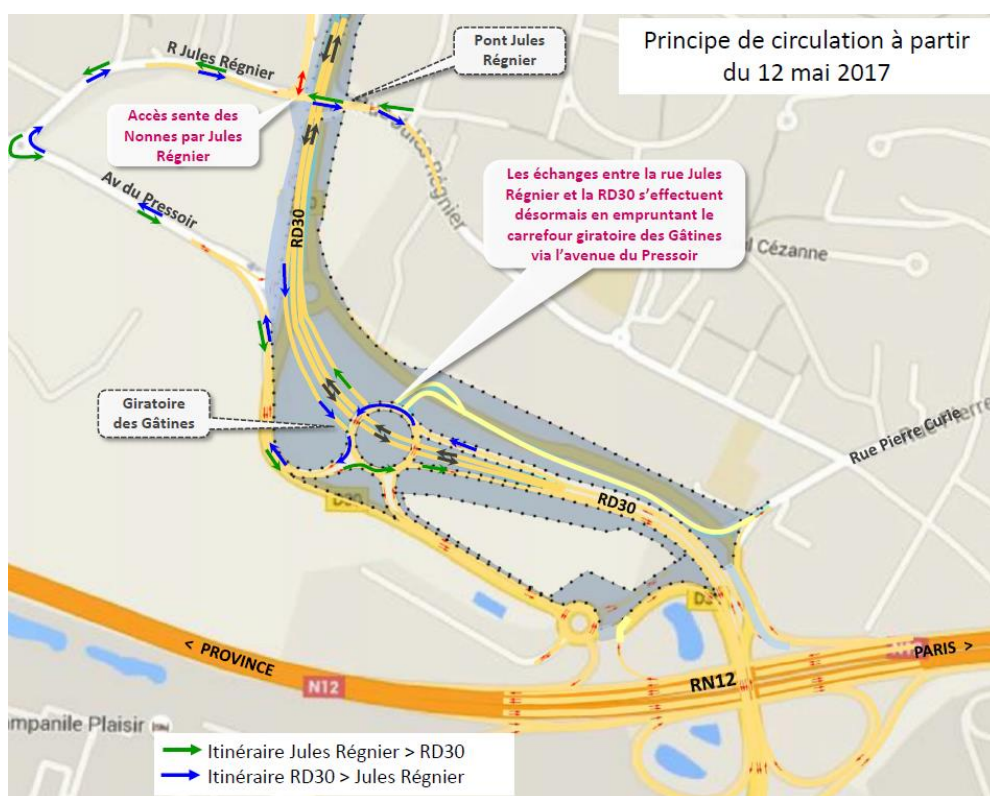 Principe de circulation à partir
du 12 mai 2017
Pont Jules
Régnier
R Jules Régnier
Accès sente des
Nonnes par Jules
Régnier
Av du Pressoir
RD30
Les échanges entre la rue Jules
Régnier et la RD30 s’effectuent
désormais en empruntant le
carrefour giratoire des Gâtines
via l’avenue du Pressoir
Cézanne
Giratoire
des Gâtines
Rue Pierre Curie
D30
RD30
< PROVINCE
N12
RN12
PARIS >
Campanile Plaisir
Itinéraire Jules Régnier > RD30
Itinéraire RD30 > Jules Régnier